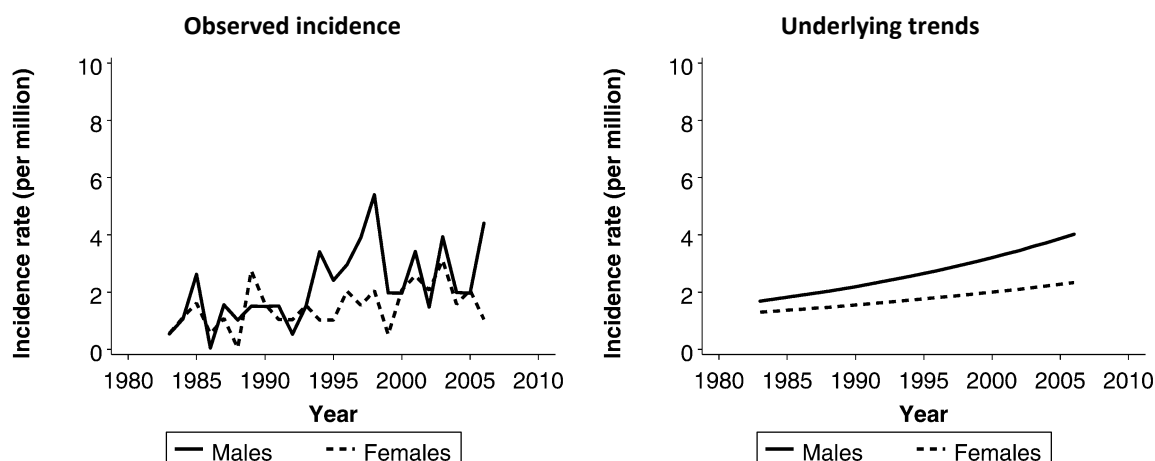 Observed incidence
Incidence rate (per million)
10
8
6
4
2
0
1980 1985 1990 1995 2000 2005 2010
Year
Males Females
Underlying trends
Incidence rate (per million)
10
8
6
4
2
0
1980 1985 1990 1995 2000 2005 2010
Year
Males Females